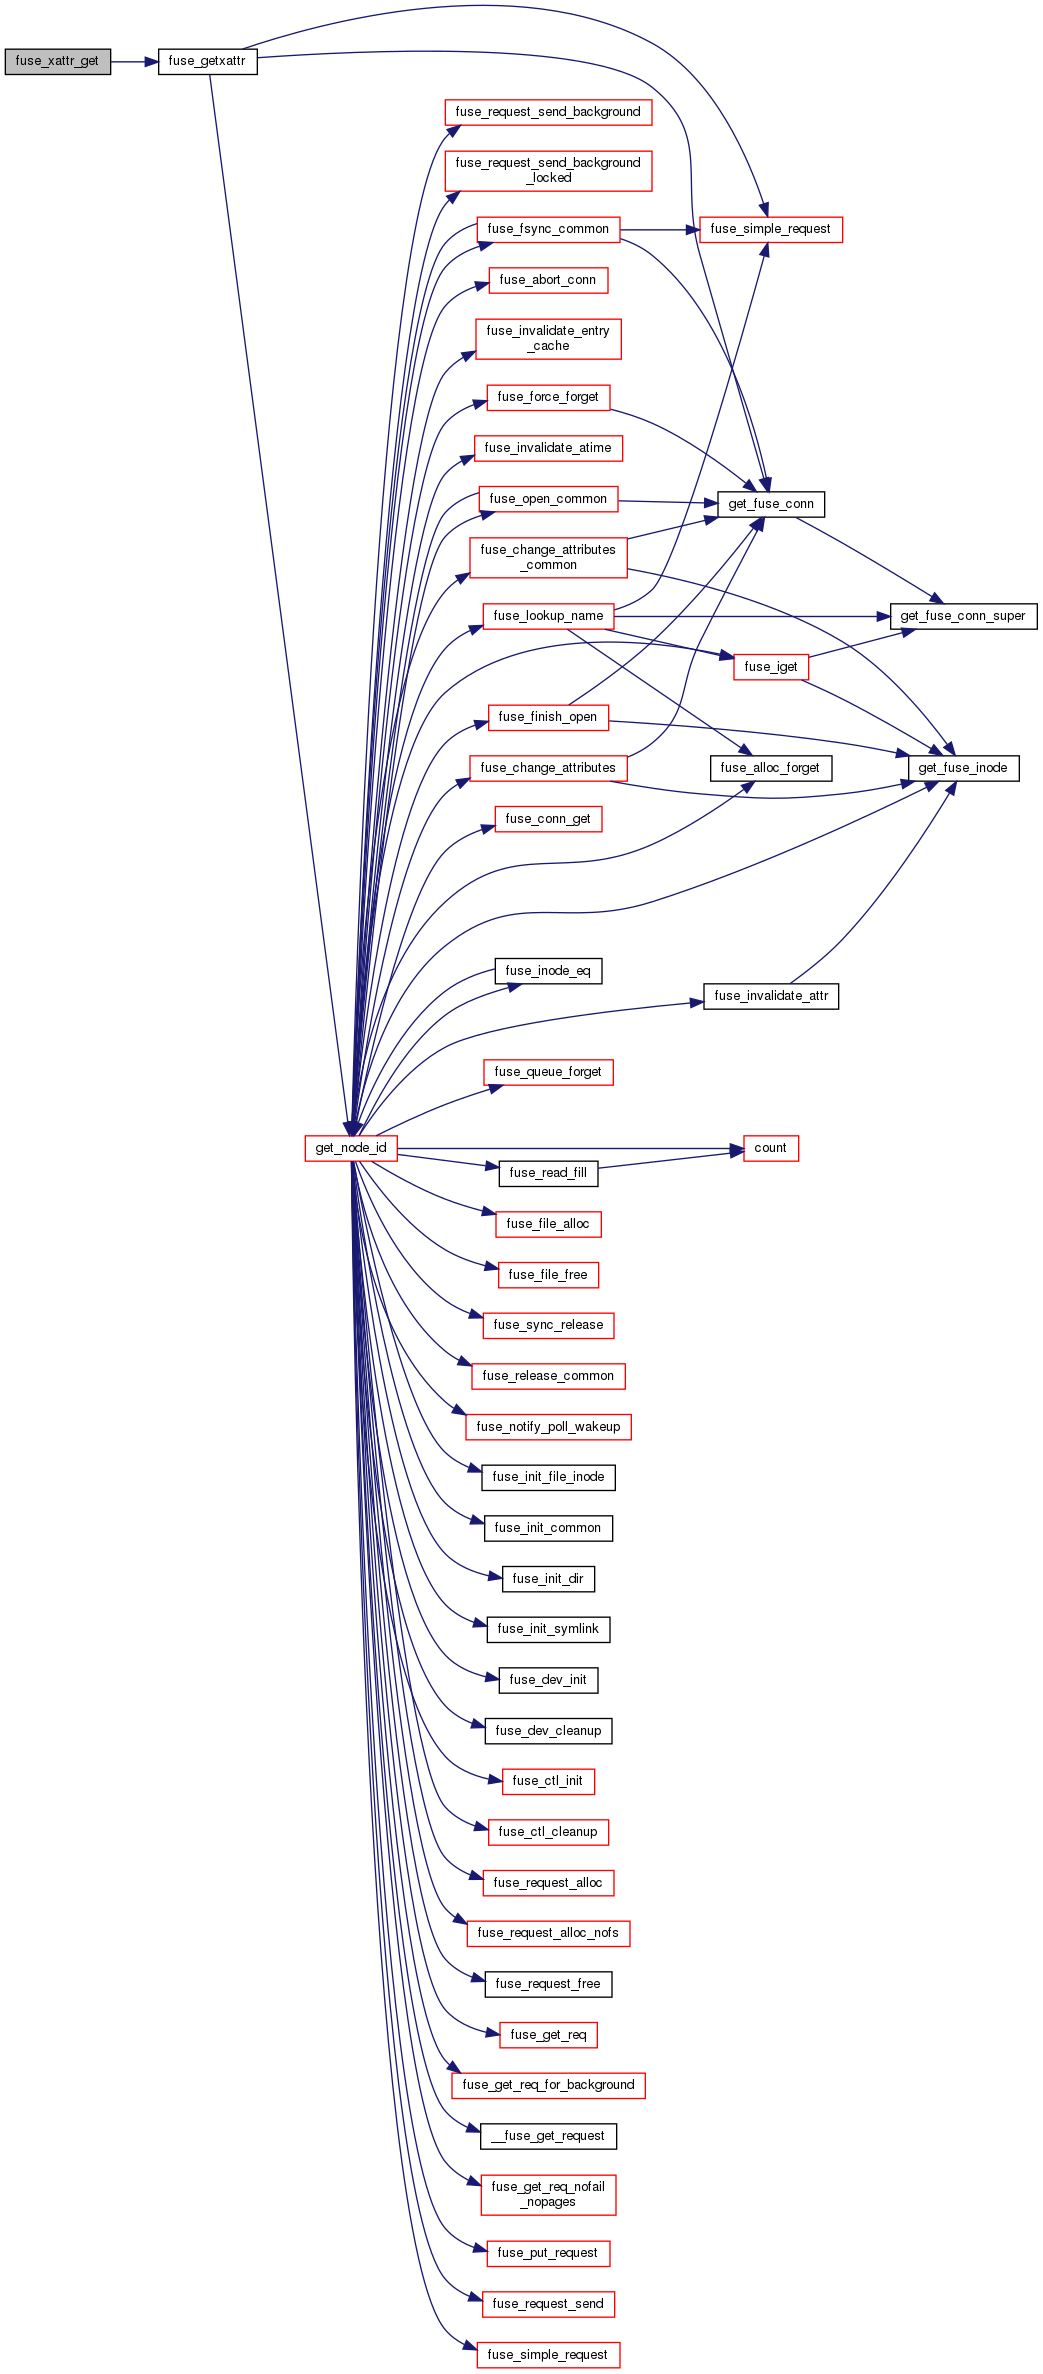 fuse_xattr_get
fuse_getxattr
fuse_request_send_background
fuse_request_send_background
_locked
fuse_fsync_common
fuse_simple_request
fuse_abort_conn
fuse_invalidate_entry
_cache
fuse_force_forget
fuse_invalidate_atime
fuse_open_common
get_fuse_conn
fuse_change_attributes
_common
fuse_lookup_name
get_fuse_conn_super
fuse_iget
fuse_finish_open
fuse_change_attributes
fuse_alloc_forget
get_fuse_inode
fuse_conn_get
fuse_inode_eq
fuse_invalidate_attr
fuse_queue_forget
get_node_id
count
fuse_read_fill
fuse_file_alloc
fuse_file_free
fuse_sync_release
fuse_release_common
fuse_notify_poll_wakeup
fuse_init_file_inode
fuse_init_common
fuse_init_dir
fuse_init_symlink
fuse_dev_init
fuse_dev_cleanup
fuse_ctl_init
fuse_ctl_cleanup
fuse_request_alloc
fuse_request_alloc_nofs
fuse_request_free
fuse_get_req
fuse_get_req_for_background
__fuse_get_request
fuse_get_req_nofail
_nopages
fuse_put_request
fuse_request_send
fuse_simple_request